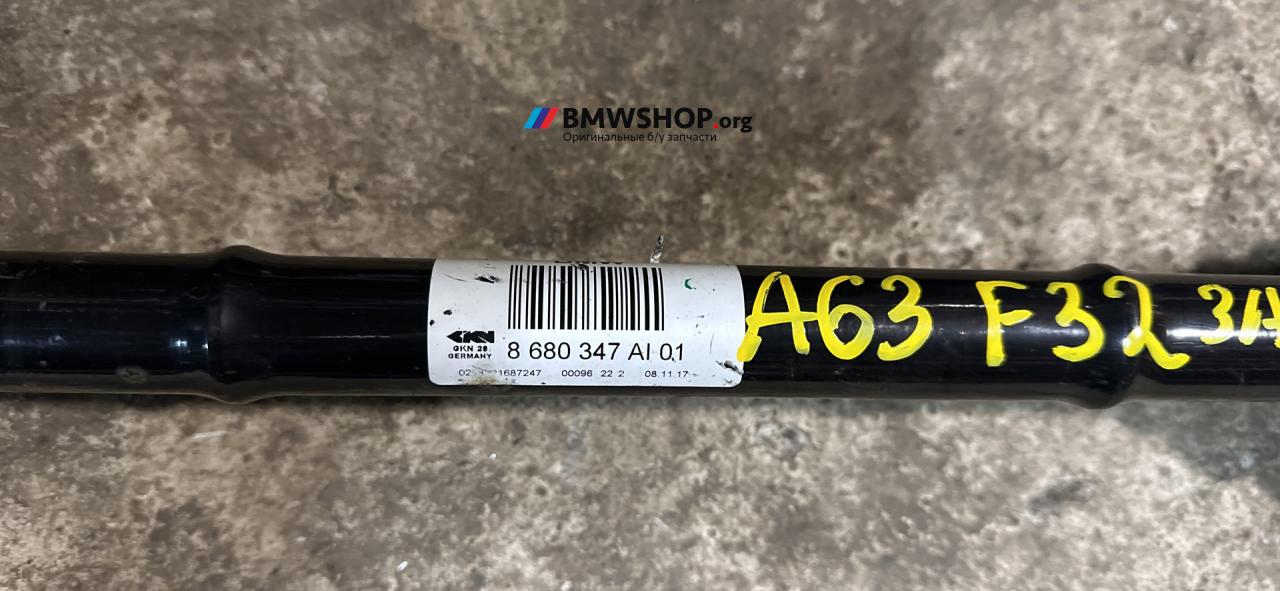 BMWSHOP.org
Оригинальные б/у запчасти
GKN
GKN 28
GERMANY
8 680 347 AI 01
00096 22 2 08.11.17
A63 F32